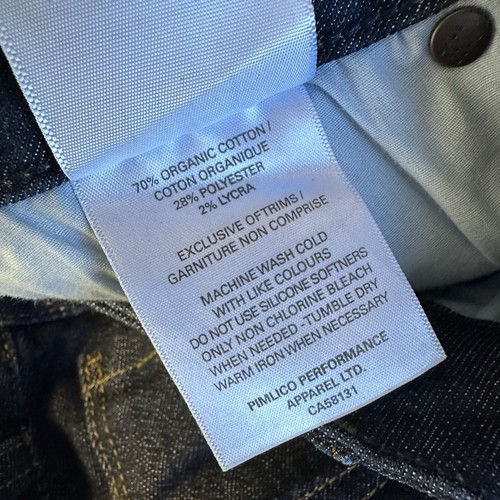 70% ORGANIC COTTON /
COTON ORGANIQUE
28% POLYESTER
2% LYCRA
EXCLUSIVE OF TRIMS /
GARNITURE NON COMPRISE
MACHINE WASH COLD
WITH LIKE COLOURS
DO NOT USE SILICONE SOFTNERS
ONLY NON CHLORINE BLEACH
WHEN NEEDED -TUMBLE DRY
WARM IRON WHEN NECESSARY
PIMLICO PERFORMANCE
APPAREL LTD.
CA58131